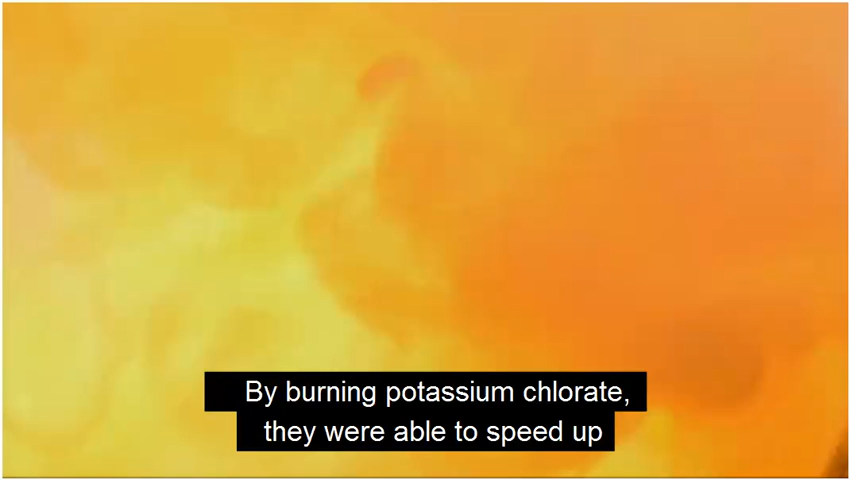 By burning potassium chlorate,
they were able to speed up